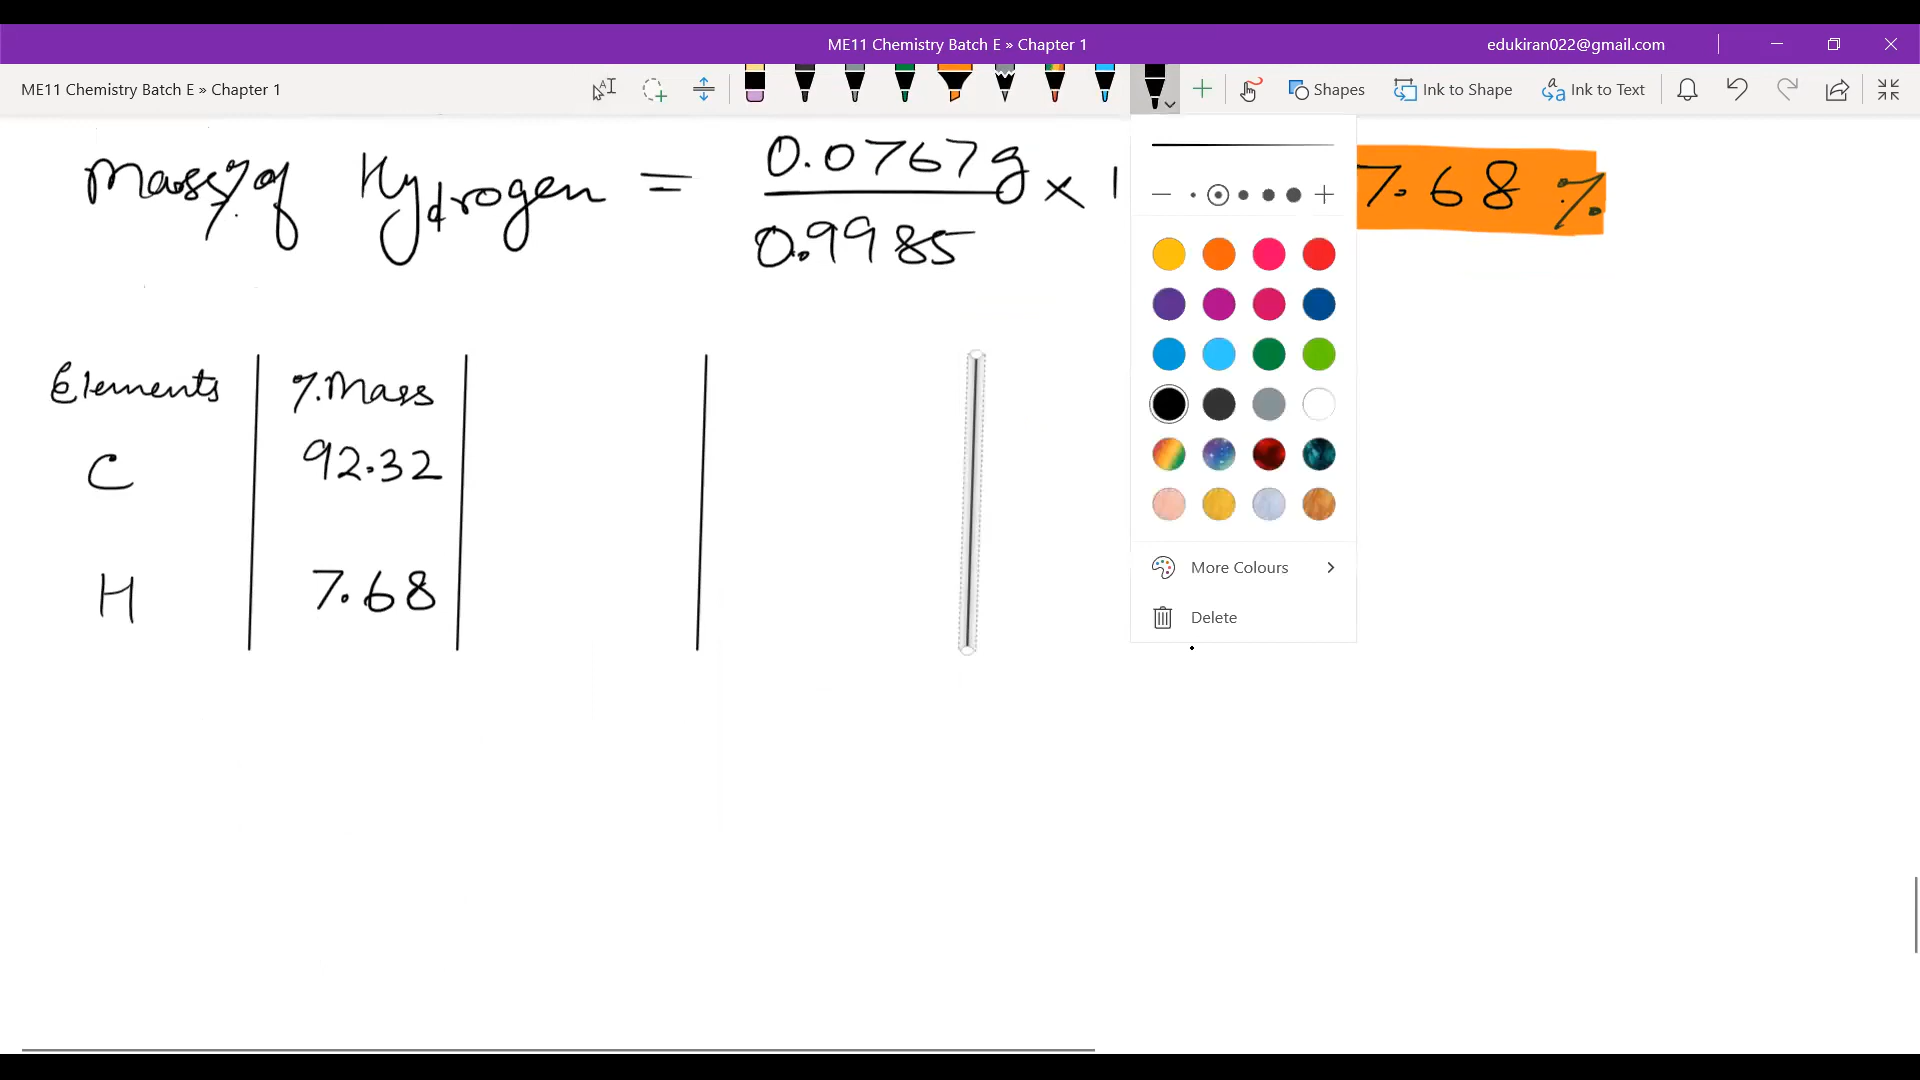 ME11 Chemistry Batch E » Chapter 1
edukiran022@gmail.com
ME11 Chemistry Batch E » Chapter 1
Shapes
Ink to Shape
Ink to Text
Mass% of Hydrogen = 0.0767g × 1 7.68 %
0.9985
Elements %.Mass
C 92.32
H 7.68
More Colours
Delete